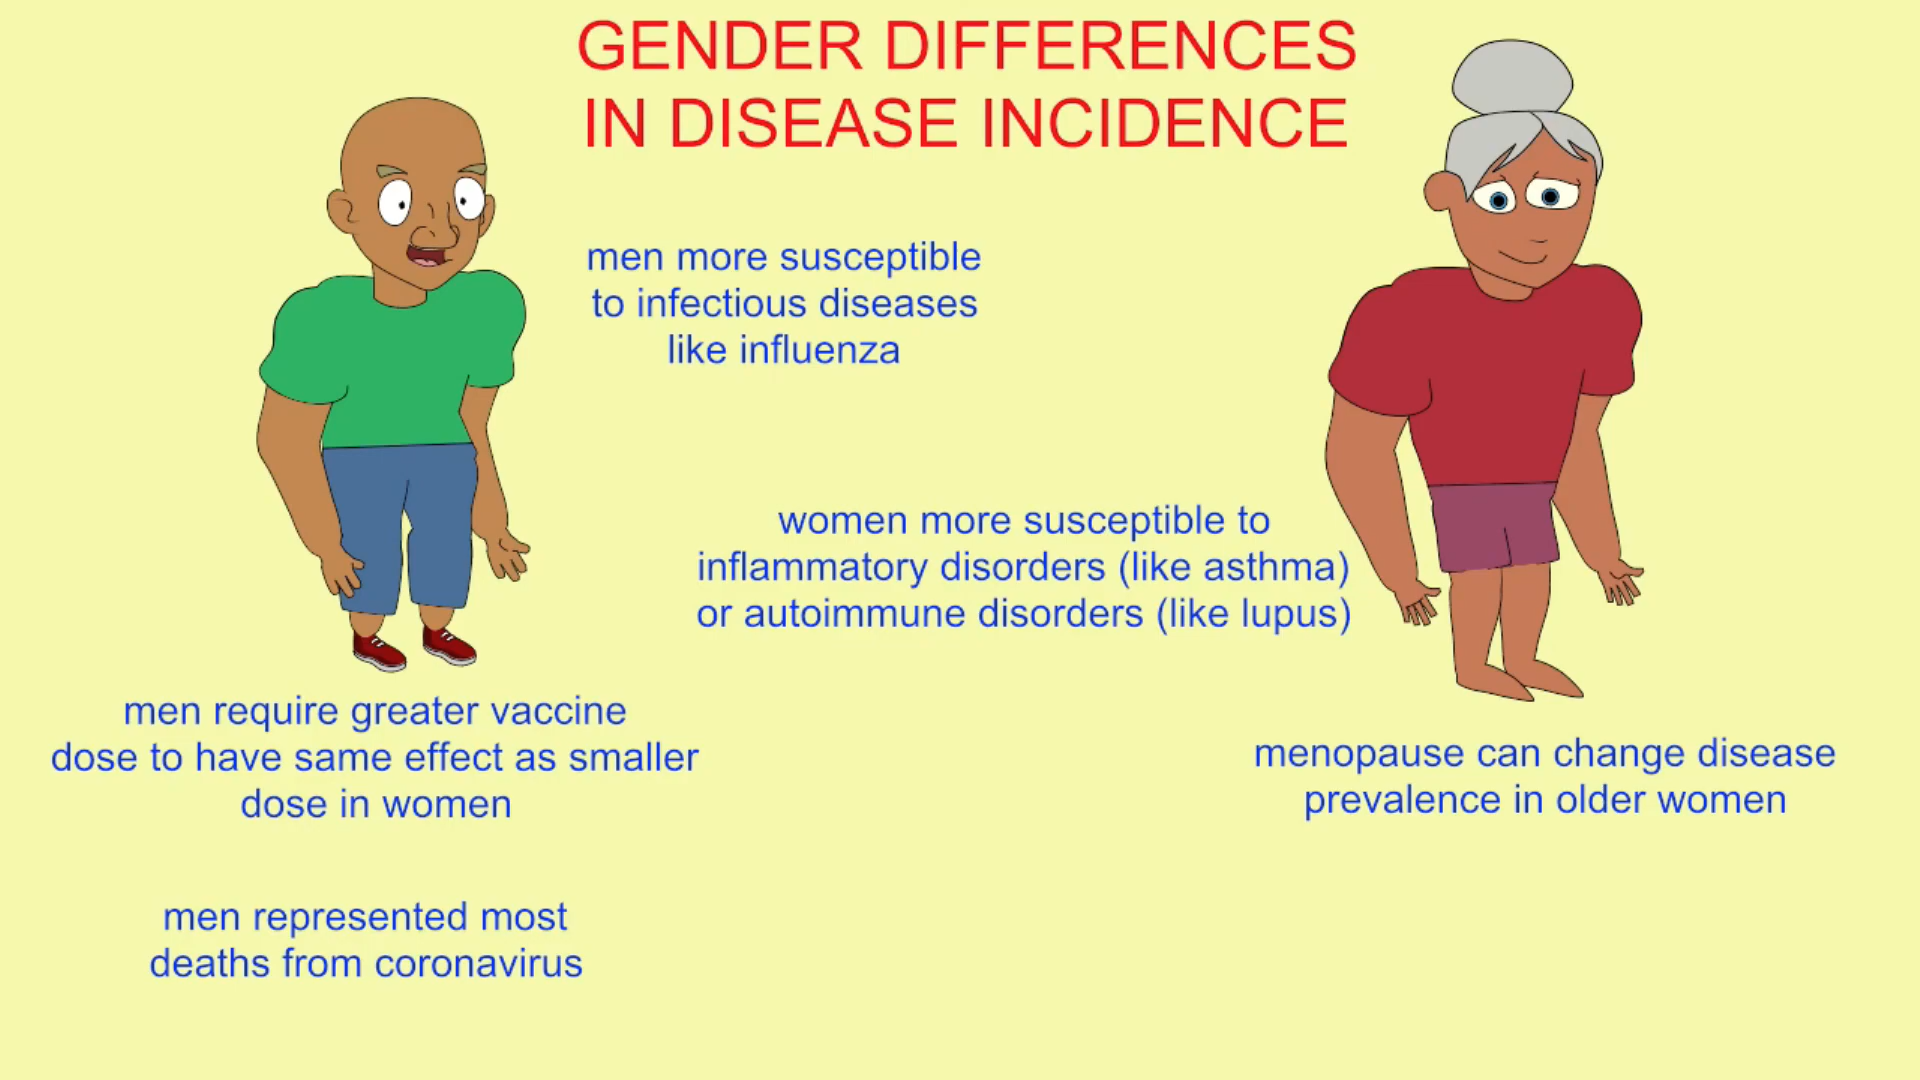 GENDER DIFFERENCES
IN DISEASE INCIDENCE
men more susceptible
to infectious diseases
like influenza
women more susceptible to
inflammatory disorders (like asthma)
or autoimmune disorders (like lupus)
men require greater vaccine
dose to have same effect as smaller
dose in women
menopause can change disease
prevalence in older women
men represented most
deaths from coronavirus